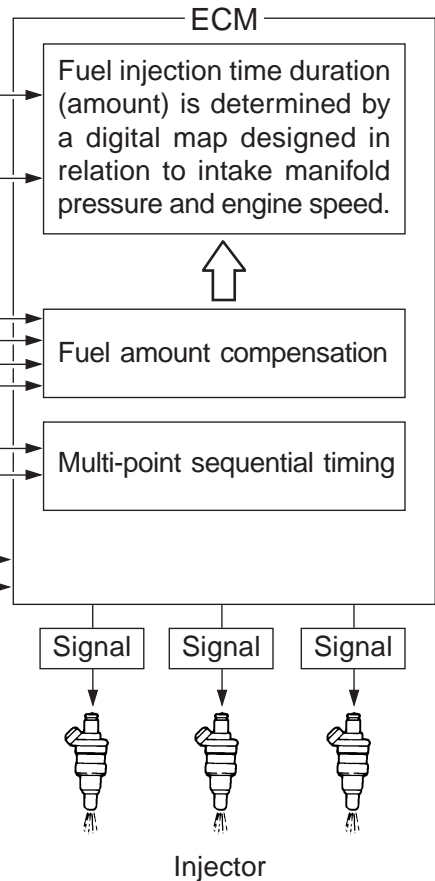 ECM
Fuel injection time duration
(amount) is determined by
a digital map designed in
relation to intake manifold
pressure and engine speed.
Fuel amount compensation
Multi-point sequential timing
Signal Signal Signal
Injector